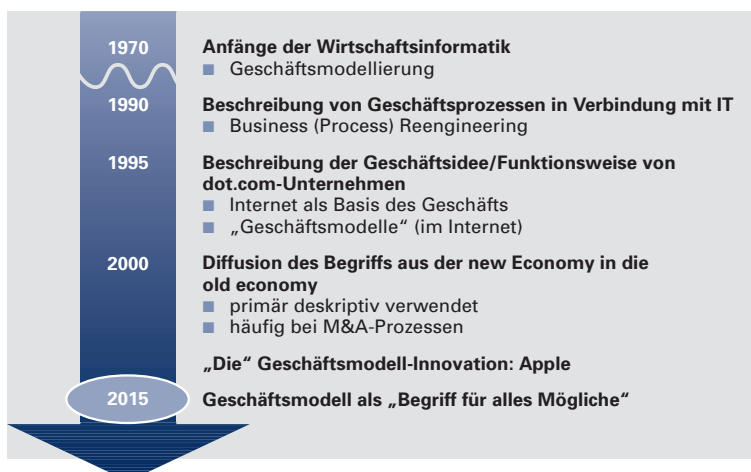 1970 Anfänge der Wirtschaftsinformatik
■ Geschäftsmodellierung
1990 Beschreibung von Geschäftsprozessen in Verbindung mit IT
■ Business (Process) Reengineering
1995 Beschreibung der Geschäftsidee/Funktionsweise von
dot.com-Unternehmen
■ Internet als Basis des Geschäfts
■ „Geschäftsmodelle“ (im Internet)
2000 Diffusion des Begriffs aus der new Economy in die
old economy
■ primär deskriptiv verwendet
■ häufig bei M&A-Prozessen
„Die“ Geschäftsmodell-Innovation: Apple
2015 Geschäftsmodell als „Begriff für alles Mögliche“